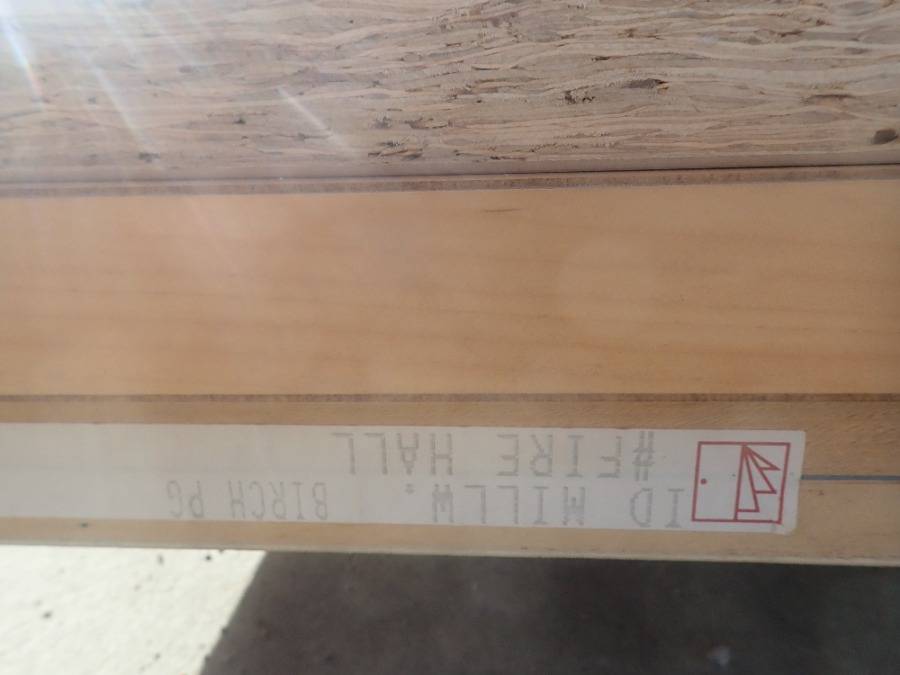 ID MILLW. BIRCH PG
#FIRE HALL